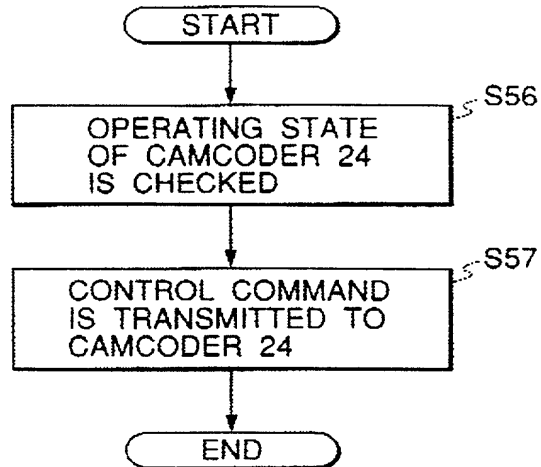 START
S56
OPERATING STATE
OF CAMCODER 24
IS CHECKED
S57
CONTROL COMMAND
IS TRANSMITTED TO
CAMCODER 24
END